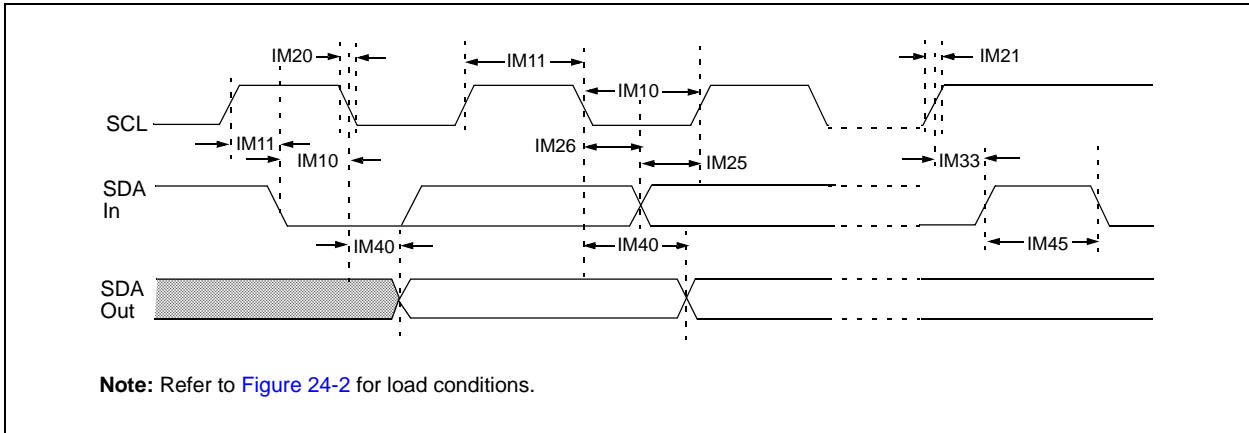 IM20
IM11
IM21
IM10
SCL
IM11
IM26
IM10
IM25
IM33
SDA
In
IM40
IM40
IM45
SDA
Out
Note: Refer to Figure 24-2 for load conditions.